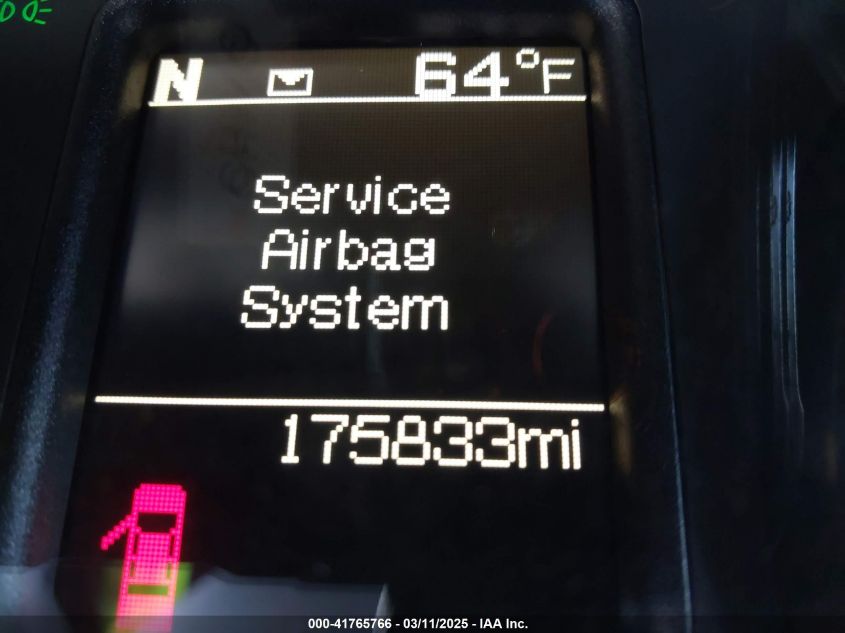 N 64°F
Service
Airbag
System
175833mi
000-41765766 - 03/11/2025 - IAA Inc.